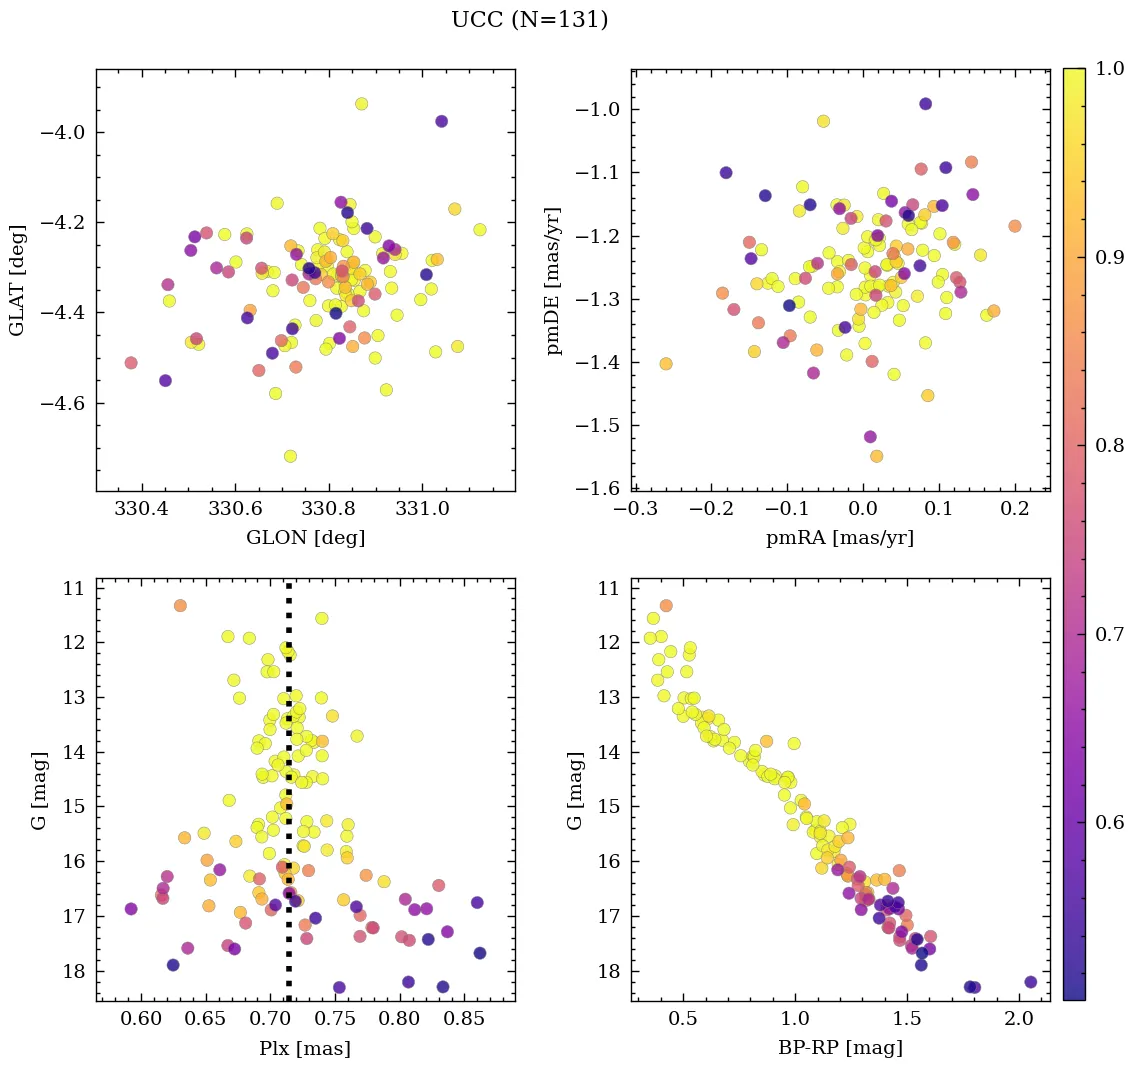 UCC (N=131)
−4.0
−4.2
−4.4
−4.6
GLAT [deg]
330.4 330.6 330.8 331.0
GLON [deg]
−1.0
−1.1
−1.2
−1.3
−1.4
−1.5
−1.6
pmDE [mas/yr]
−0.3 −0.2 −0.1 0.0 0.1 0.2
pmRA [mas/yr]
11
12
13
14
15
16
17
18
G [mag]
0.60 0.65 0.70 0.75 0.80 0.85
Plx [mas]
11
12
13
14
15
16
17
18
G [mag]
0.5 1.0 1.5 2.0
BP-RP [mag]
1.0
0.9
0.8
0.7
0.6